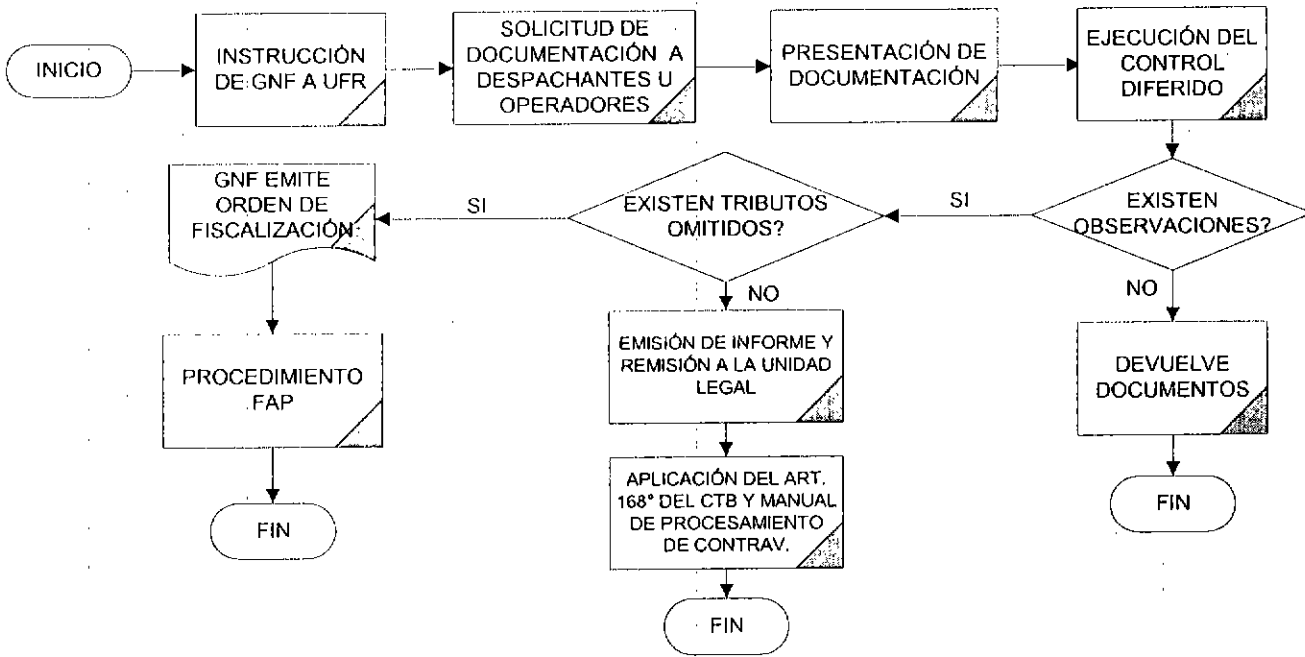 INICIO
INSTRUCCIÓN
DE GNF A UFR
SOLICITUD DE
DOCUMENTACIÓN A
DESPACHANTES U
OPERADORES
PRESENTACIÓN DE
DOCUMENTACIÓN
EJECUCIÓN DEL
CONTROL
DIFERIDO
EXISTEN
OBSERVACIONES?
SI
EXISTEN TRIBUTOS
OMITIDOS?
SI
GNF EMITE
ORDEN DE
FISCALIZACIÓN
PROCEDIMIENTO
FAP
FIN
NO
EMISIÓN DE INFORME Y
REMISIÓN A LA UNIDAD
LEGAL
APLICACIÓN DEL ART.
168° DEL CTB Y MANUAL
DE PROCESAMIENTO
DE CONTRAV.
FIN
NO
DEVUELVE
DOCUMENTOS
FIN